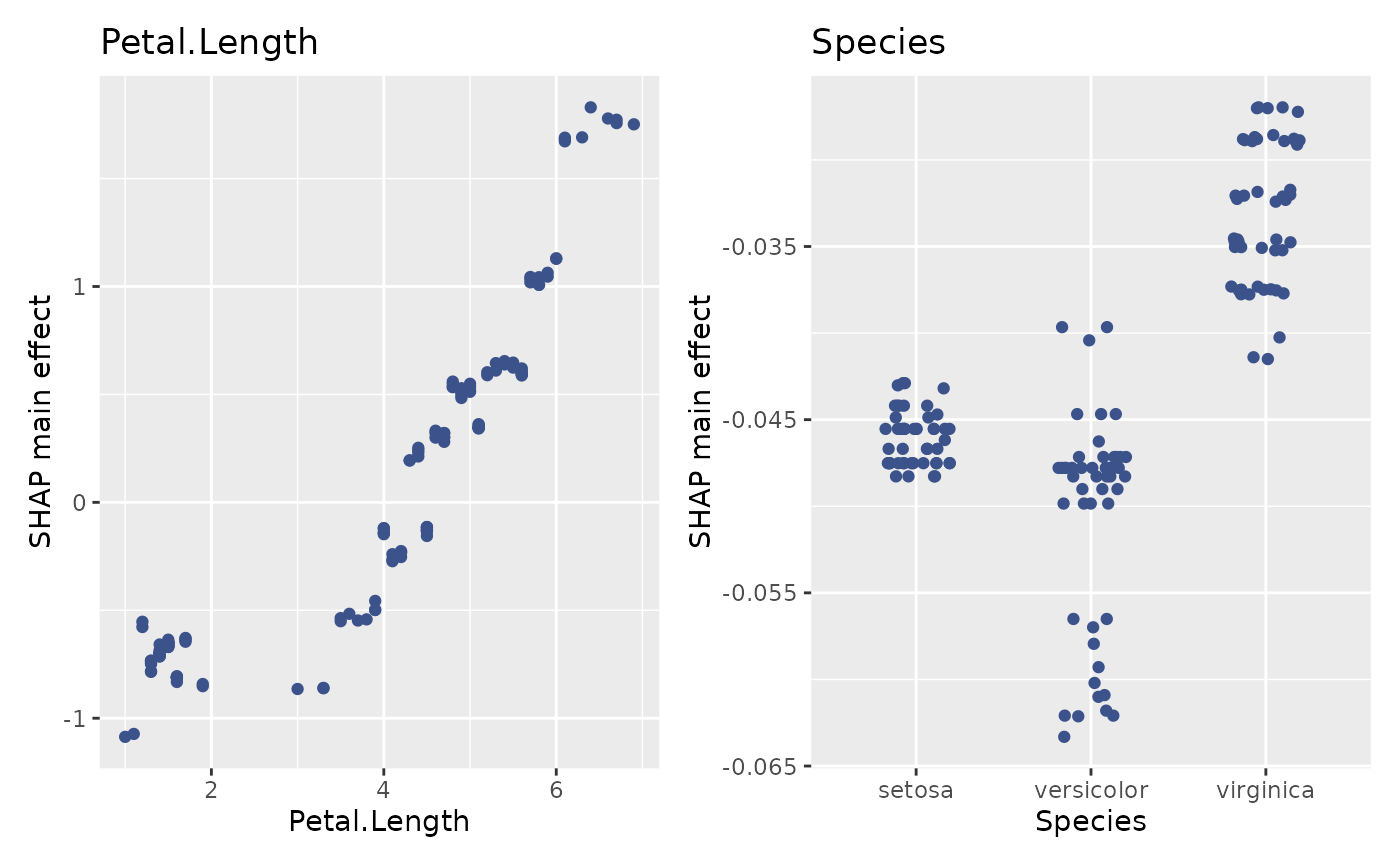 Petal.Length
SHAP main effect
1
0
-1
2 4 6
Petal.Length
Species
SHAP main effect
-0.035
-0.045
-0.055
-0.065
setosa versicolor virginica
Species